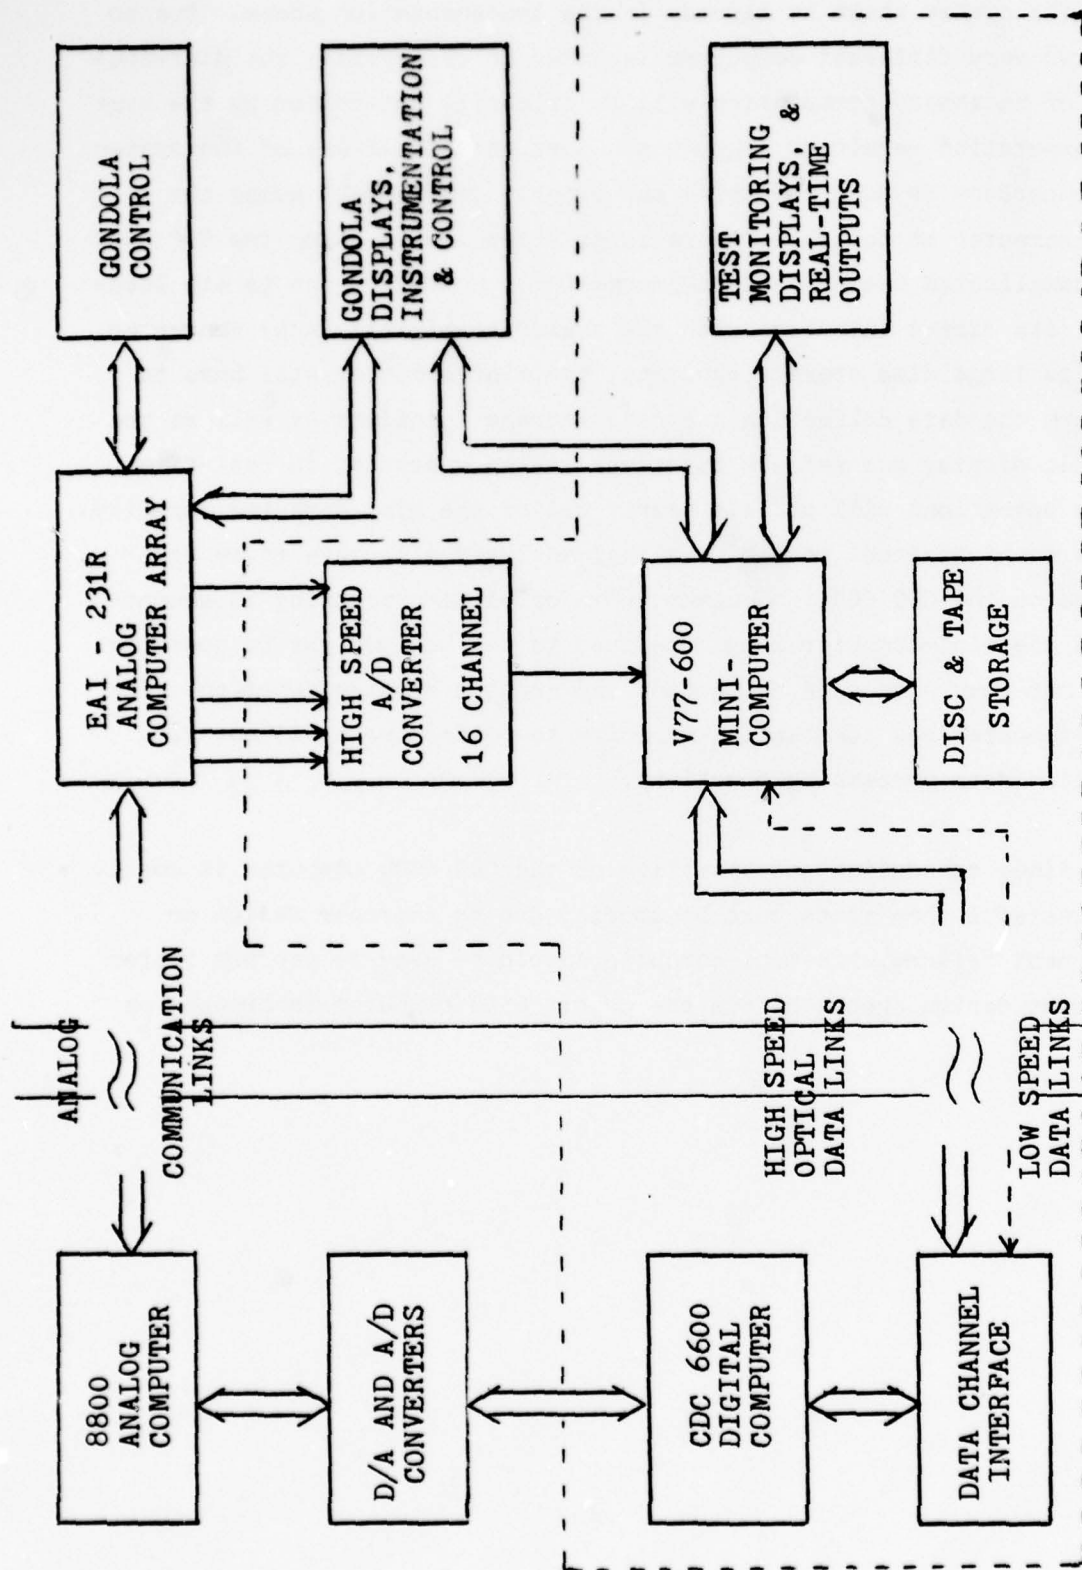 8800
ANALOG
COMPUTER
ANALOG
COMMUNICATION
LINKS
EAI - 231R
ANALOG
COMPUTER ARRAY
GONDOLA
CONTROL
D/A AND A/D
CONVERTERS
HIGH SPEED
A/D
CONVERTER
16 CHANNEL
GONDOLA
DISPLAYS,
INSTRUMENTATION
& CONTROL
CDC 6600
DIGITAL
COMPUTER
HIGH SPEED
OPTICAL
DATA LINKS
V77-600
MINI-
COMPUTER
TEST
MONITORING
DISPLAYS, &
REAL-TIME
OUTPUTS
DATA CHANNEL
INTERFACE
LOW SPEED
DATA LINKS
DISC & TAPE
STORAGE